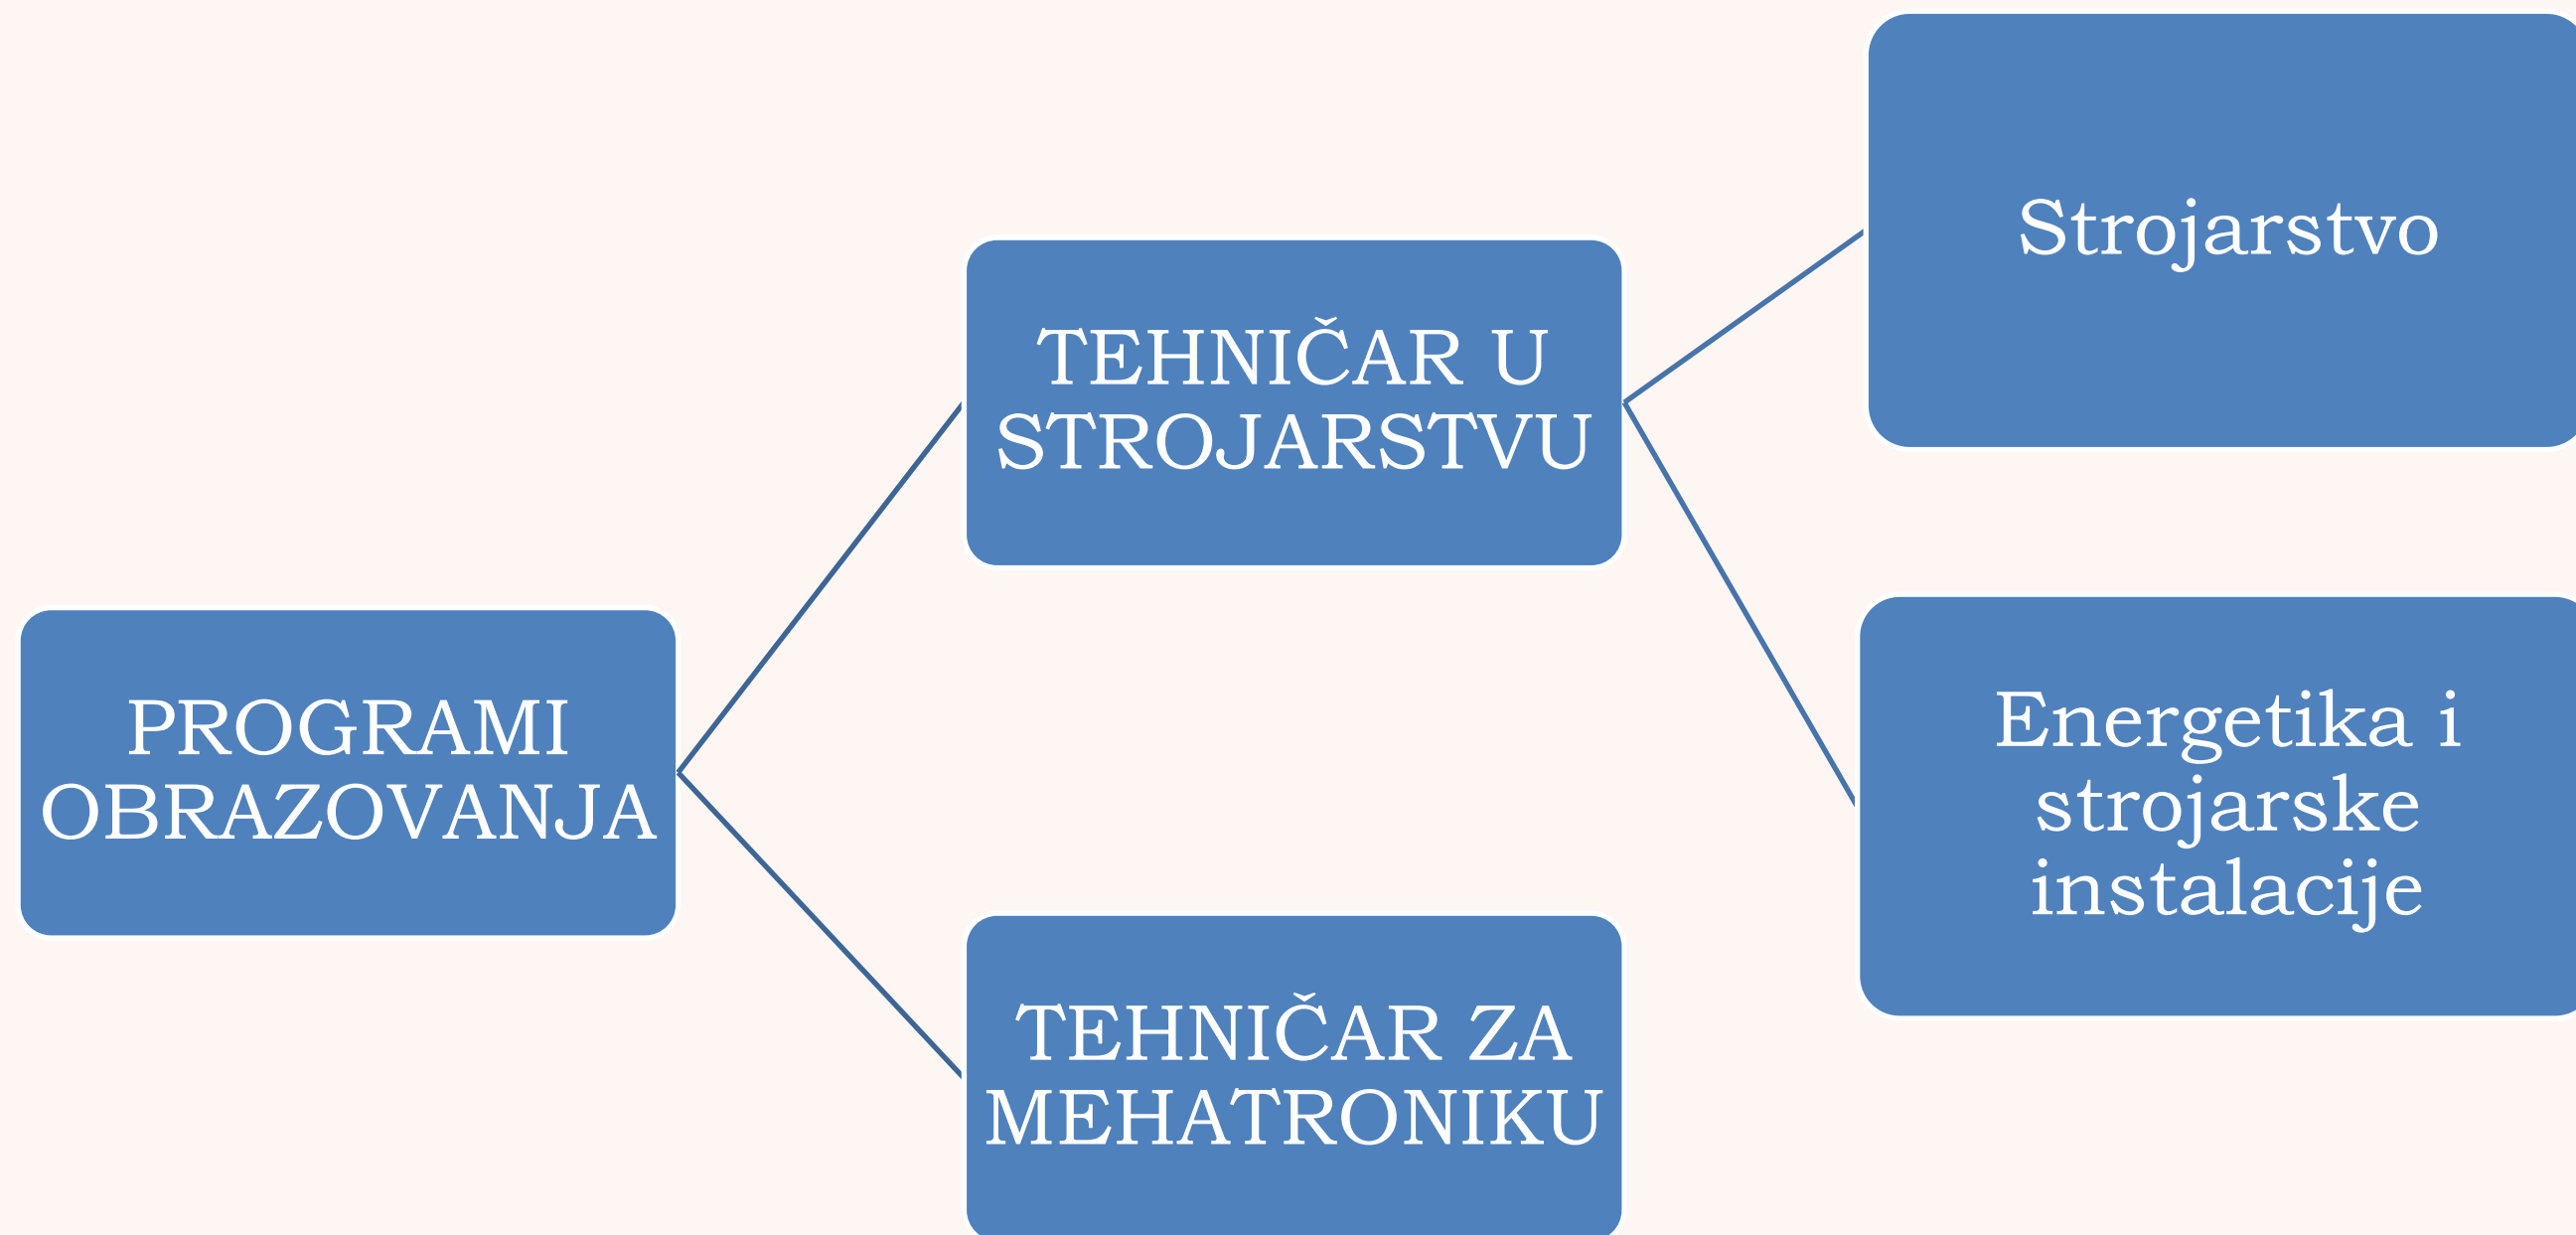 PROGRAMI
OBRAZOVANJA
TEHNIČAR U
STROJARSTVU
Strojarstvo
Energetika i
strojarske
instalacije
TEHNIČAR ZA
MEHATRONIKU